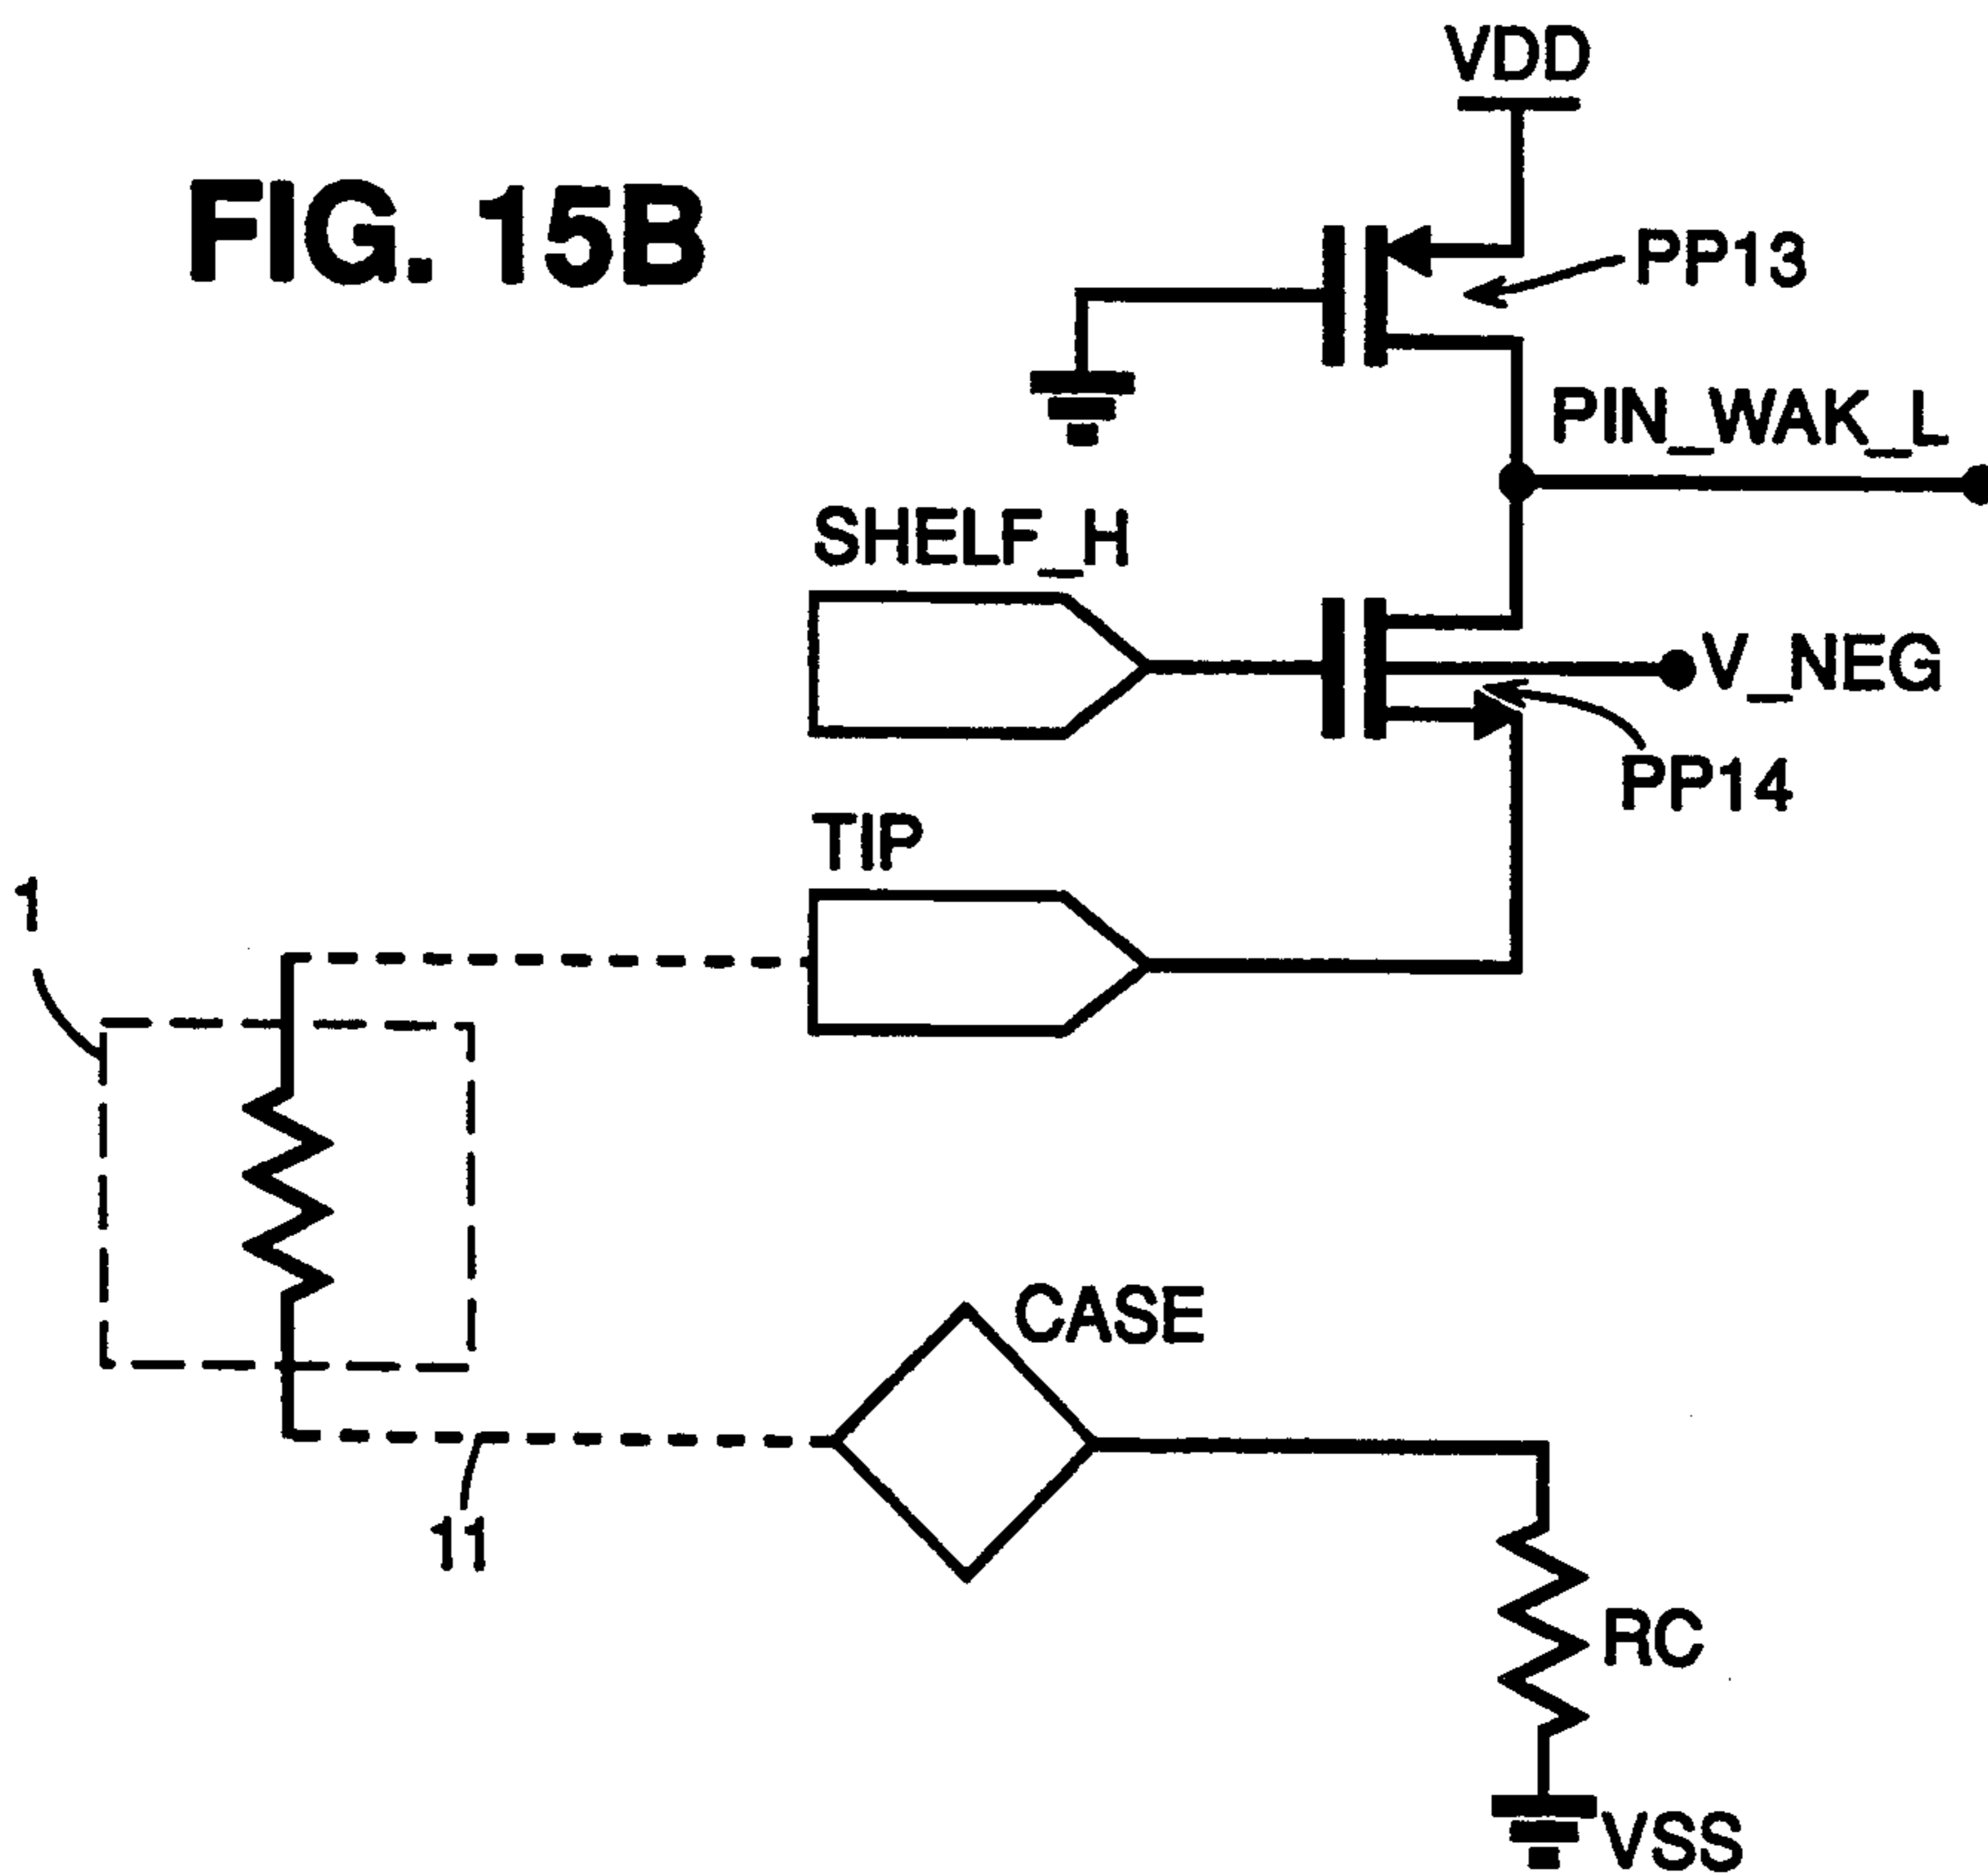 VDD
FIG. 15B
PP13
PIN_WAK_L
SHELF_H
V_NEG
PP14
TIP
1
CASE
11
RC
VSS